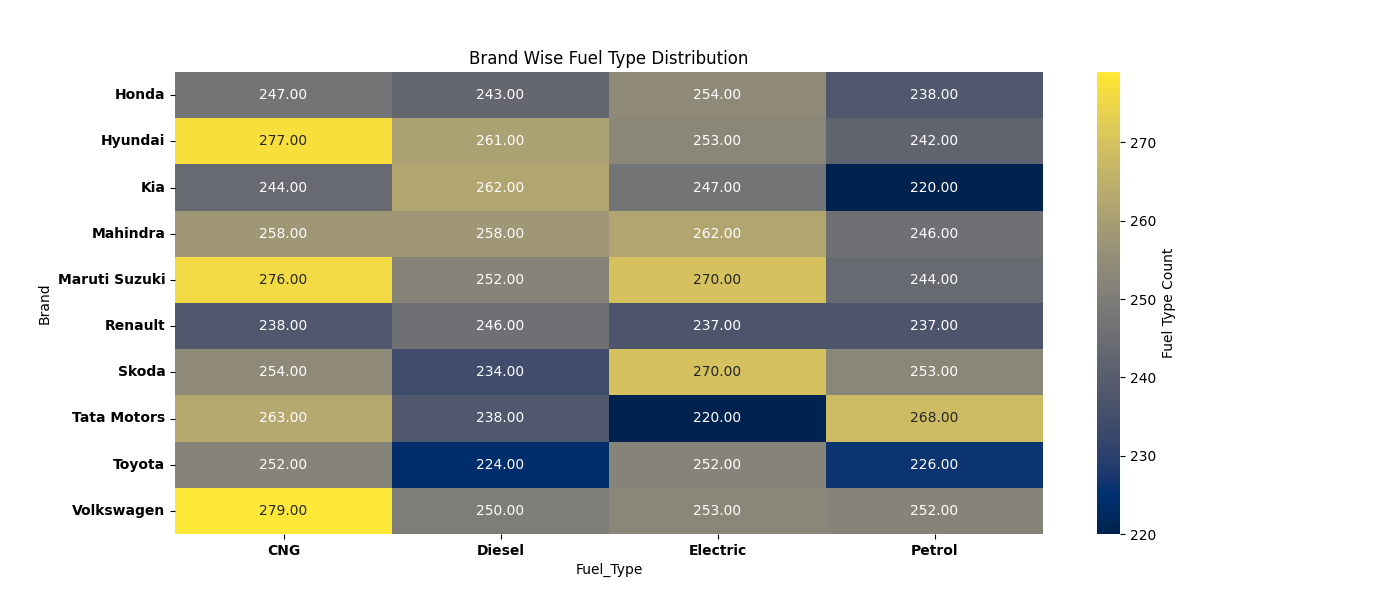 Brand Wise Fuel Type Distribution
Brand
Honda 247.00 243.00 254.00 238.00
Hyundai 277.00 261.00 253.00 242.00
Kia 244.00 262.00 247.00 220.00
Mahindra 258.00 258.00 262.00 246.00
Maruti Suzuki 276.00 252.00 270.00 244.00
Renault 238.00 246.00 237.00 237.00
Skoda 254.00 234.00 270.00 253.00
Tata Motors 263.00 238.00 220.00 268.00
Toyota 252.00 224.00 252.00 226.00
Volkswagen 279.00 250.00 253.00 252.00
CNG Diesel Electric Petrol
Fuel_Type
270
260
250
240
230
220
Fuel Type Count